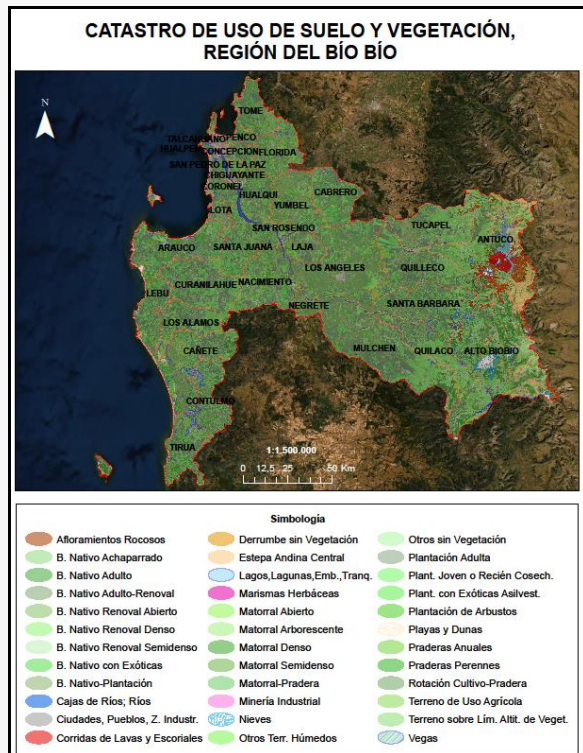 CATASTRO DE USO DE SUELO Y VEGETACIÓN,
REGIÓN DEL BÍO BÍO
N
TOME
TALCAHUANO
PENCO
HUALPEN
CONCEPCION
FLORIDA
SAN PEDRO DE LA PAZ
CHIGUAYANTE
CORONEL
HUALQUI
CABRERO
LOTA
YUMBEL
SAN ROSENDO
TUCAPEL
ANTUCO
ARAUCO
SANTA JUANA
LAJA
LOS ANGELES
QUILLECO
CURANILAHUE
NACIMIENTO
LEBU
NEGRETE
SANTA BARBARA
LOS ALAMOS
CAÑETE
MULCHEN
QUILACO
ALTO BIOBIO
CONTULMO
TIRUA
1:1.500.000
0 12,5 25 50 Km
Simbología
Afloramientos Rocosos
B. Nativo Achaparrado
B. Nativo Adulto
B. Nativo Adulto-Renoval
B. Nativo Renoval Abierto
B. Nativo Renoval Denso
B. Nativo Renoval Semidenso
B. Nativo con Exóticas
B. Nativo-Plantación
Cajas de Ríos; Ríos
Ciudades, Pueblos, Z. Industr.
Corridas de Lavas y Escoriales
Derrumbe sin Vegetación
Estepa Andina Central
Lagos,Lagunas,Emb.,Tranq.
Marismas Herbáceas
Matorral Abierto
Matorral Arborescente
Matorral Denso
Matorral Semidenso
Matorral-Pradera
Minería Industrial
Nieves
Otros Terr. Húmedos
Otros sin Vegetación
Plantación Adulta
Plant. Joven o Recién Cosech.
Plant. con Exóticas Asilvest.
Plantación de Arbustos
Playas y Dunas
Praderas Anuales
Praderas Perennes
Rotación Cultivo-Pradera
Terreno de Uso Agrícola
Terreno sobre Lím. Altit. de Veget.
Vegas